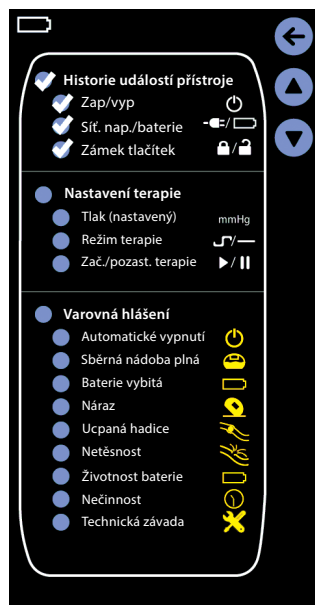 Historie událostí přístroje
Zap/vyp
Síť. nap./baterie
Zámek tlačítek
Nastavení terapie
Tlak (nastavený) mmHg
Režim terapie
Zač./pozast. terapie
Varovná hlášení
Automatické vypnutí
Sběrná nádoba plná
Baterie vybitá
Náraz
Ucpaná hadice
Netěsnost
Životnost baterie
Nečinnost
Technická závada